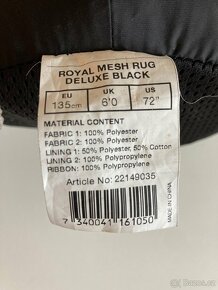 ROYAL MESH RUG
DELUXE BLACK
EU UK US
135cm 6'0 72"
MATERIAL CONTENT
FABRIC 1: 100% Polyester
FABRIC 2: 100% Polyester
LINING 1: 50% Polyester, 50% Cotton
LINING 2: 100% Polypropylene
RIBBON: 100% Polypropylene
Article No: 22149035
7 340041 161050
MADE IN CHINA
Sbazar.cz